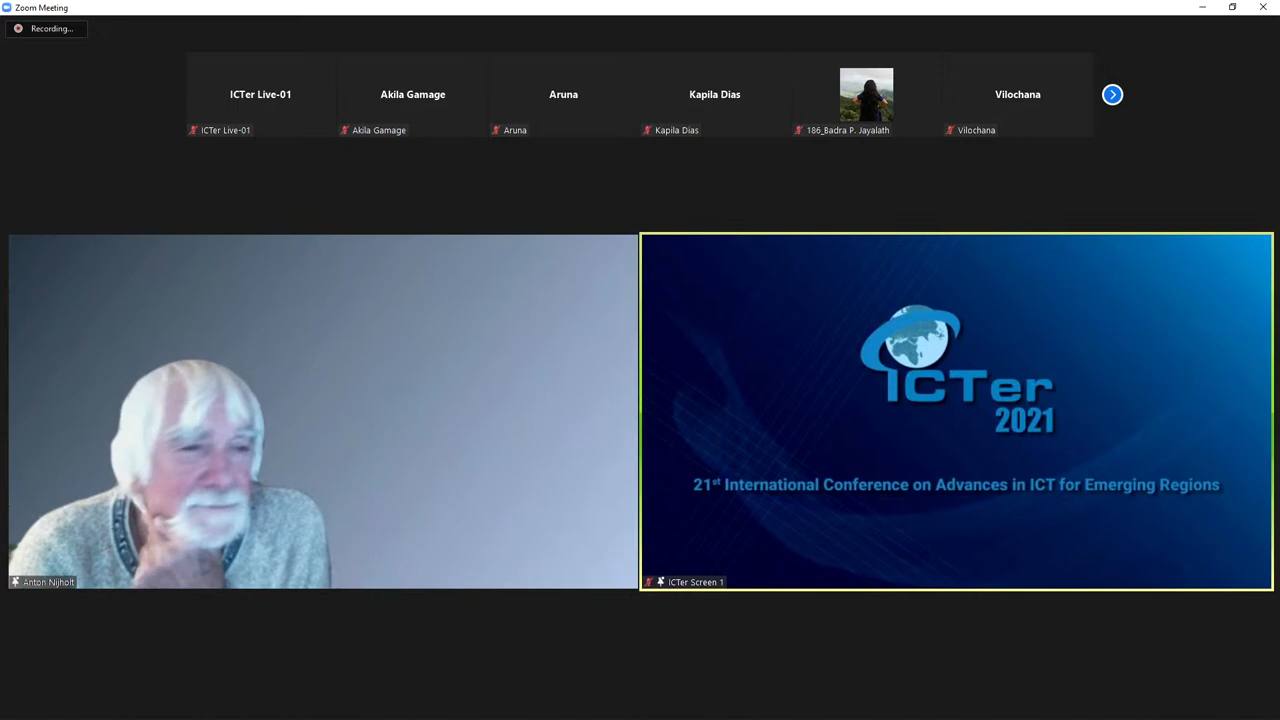 Zoom Meeting
Recording...
ICTer Live-01
Akila Gamage
Aruna
Kapila Dias
Vilochana
ICTer Live-01
Akila Gamage
Aruna
Kapila Dias
186_Badra P. Jayalath
Vilochana
ICTer
2021
21st International Conference on Advances in ICT for Emerging Regions
Anton Nijholt
ICTer Screen 1